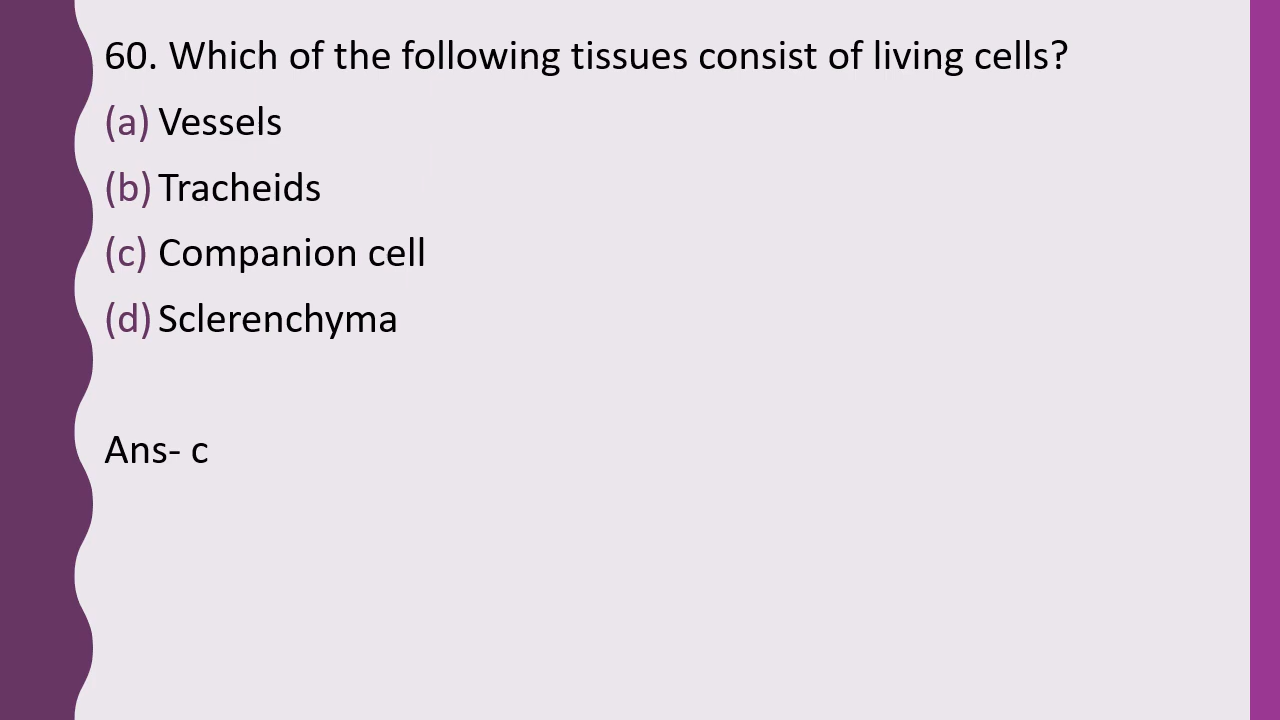 60. Which of the following tissues consist of living cells?
(a) Vessels
(b) Tracheids
(c) Companion cell
(d) Sclerenchyma
Ans- c